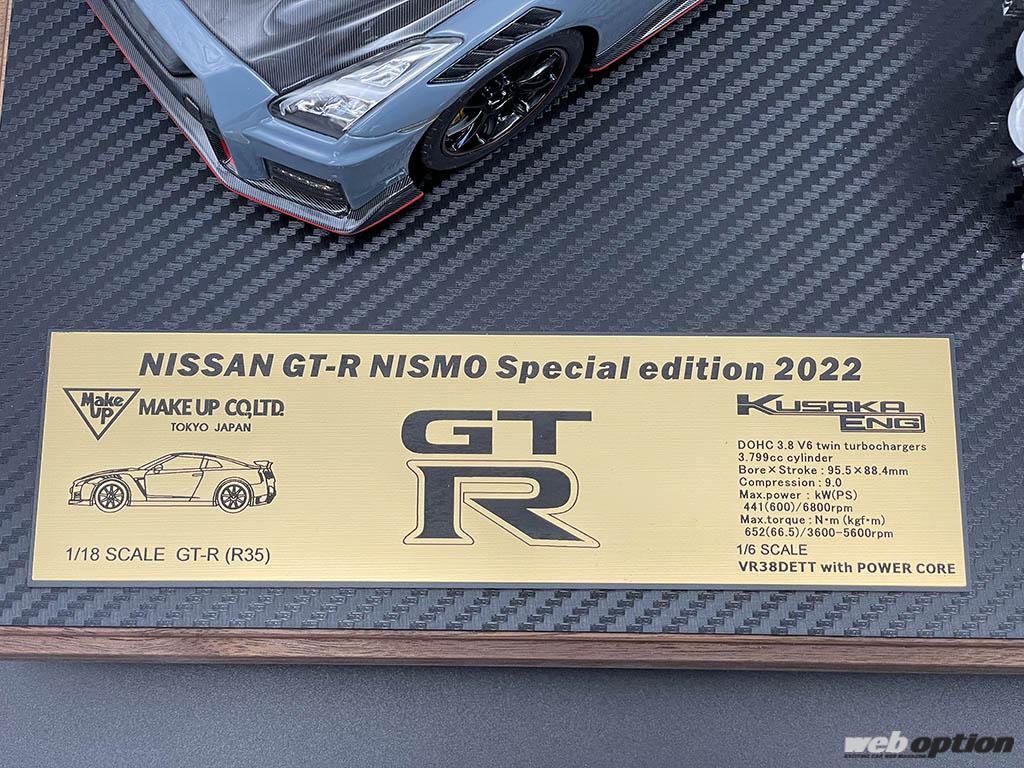 NISSAN GT-R NISMO Special edition 2022
Make
up
MAKE UP CO.,LTD.
TOKYO JAPAN
1/18 SCALE GT-R (R35)
GT
R
KUSAKA
ENG
DOHC 3.8 V6 twin turbochargers
3.799cc cylinder
Bore×Stroke : 95.5×88.4mm
Compression : 9.0
Max.power : kW(PS)
441(600)/6800rpm
Max.torque : N·m (kgf·m)
652(66.5)/3600-5600rpm
1/6 SCALE
VR38DETT with POWER CORE
web option